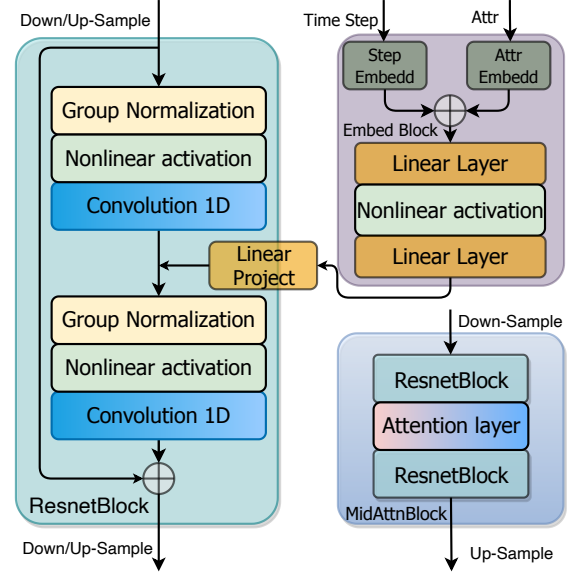 Down/Up-Sample
Group Normalization
Nonlinear activation
Convolution 1D
Linear
Project
Group Normalization
Nonlinear activation
Convolution 1D
ResnetBlock
Down/Up-Sample
Time Step
Attr
Step
Embedd
Attr
Embedd
Embed Block
Linear Layer
Nonlinear activation
Linear Layer
Down-Sample
ResnetBlock
Attention layer
ResnetBlock
MidAttnBlock
Up-Sample